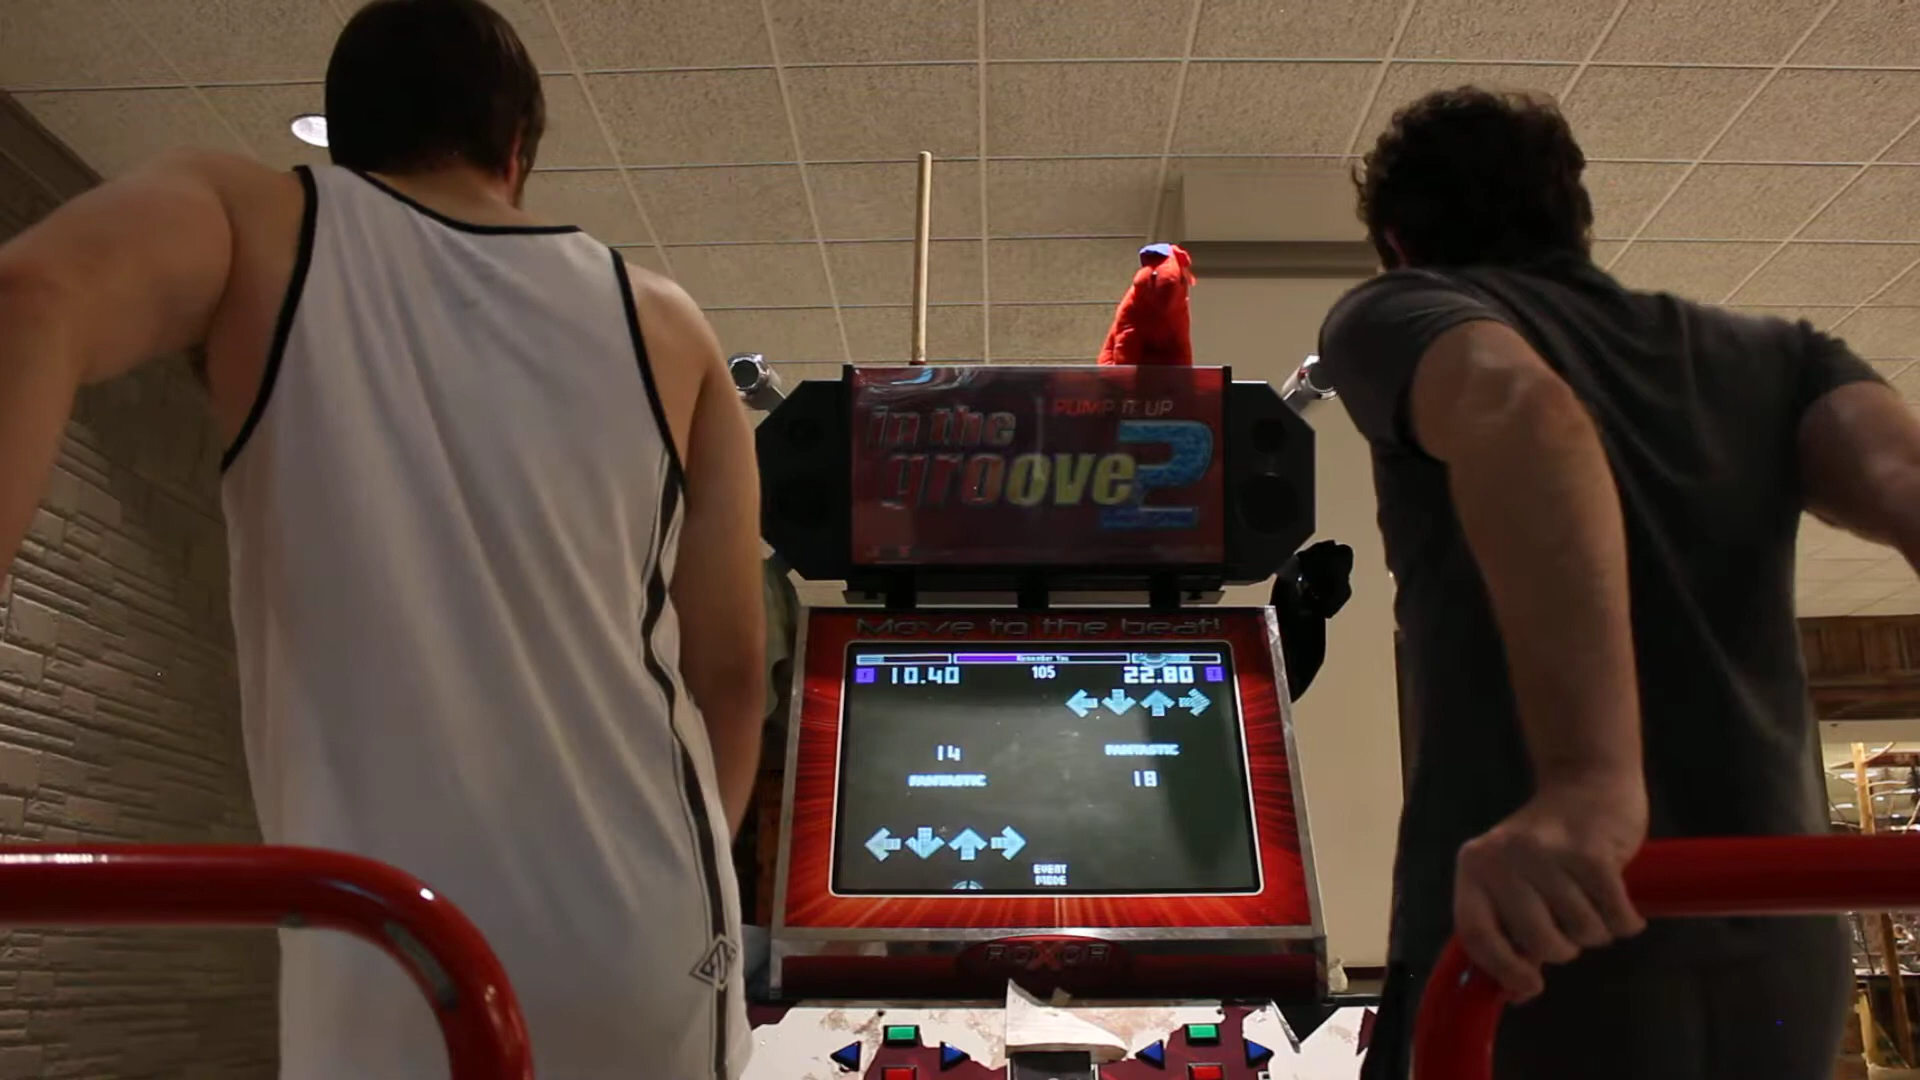 PUMP IT UP
in the
groove 2
Move to the beat!
Remember You
10.40
105
22.80
14
FANTASTIC
FANTASTIC
18
EVENT
MODE
ROXOR